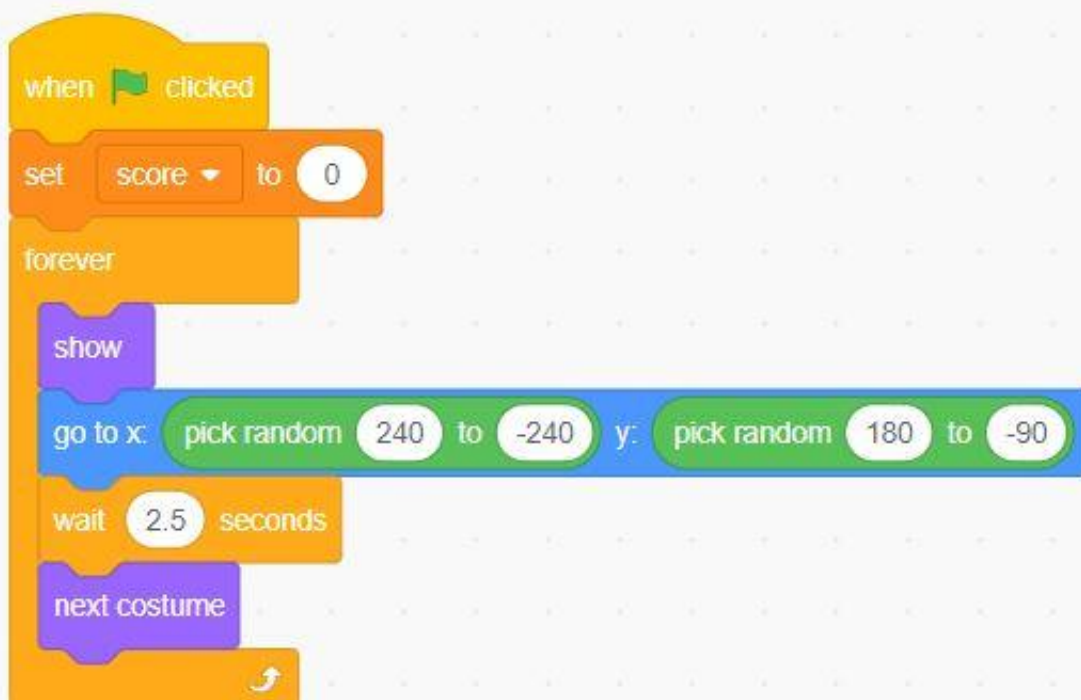 when clicked
set score to 0
forever
show
go to x: pick random 240 to -240 y: pick random 180 to -90
wait 2.5 seconds
next costume